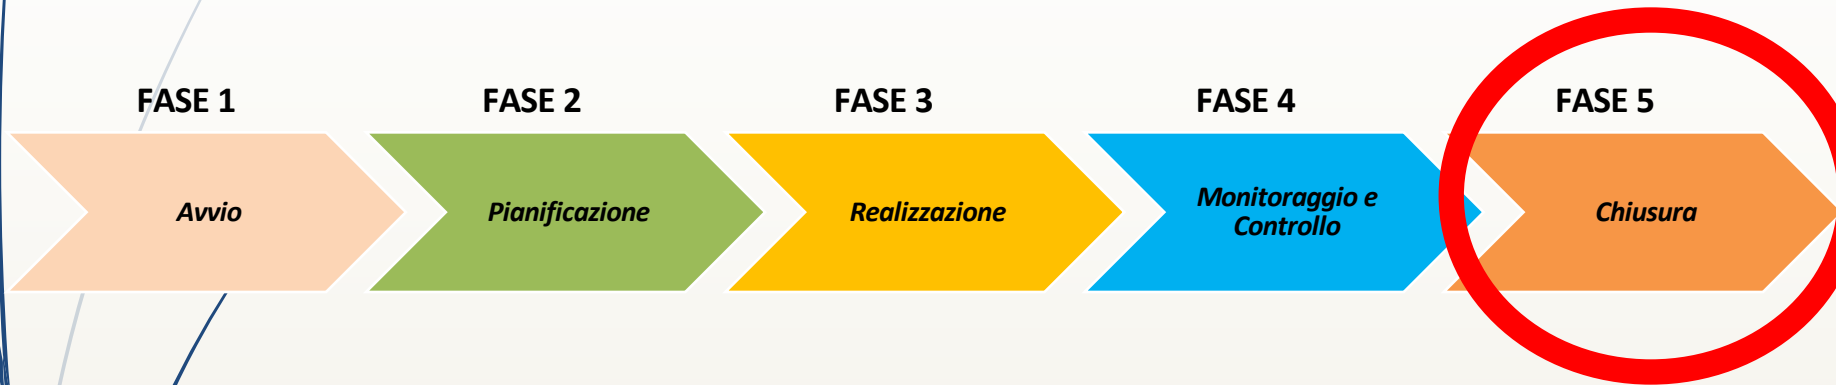 FASE 1
FASE 2
FASE 3
FASE 4
FASE 5
Avvio
Pianificazione
Realizzazione
Monitoraggio e
Controllo
Chiusura